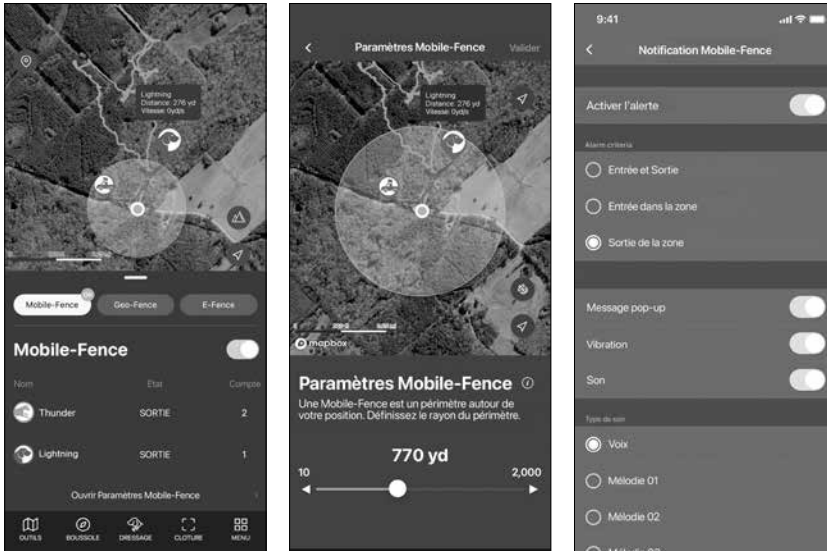 Lightning
Distance: 276 yd
Vitesse: 0yd/s
Mobile-Fence
Geo-Fence
E-Fence
Mobile-Fence
Nom Etat Compte
Thunder SORTIE 2
Lightning SORTIE 1
Ouvrir Paramètres Mobile-Fence
OUTILS BOUSSOLE DRESSAGE CLOTURE MENU
Paramètres Mobile-Fence Valider
Lightning
Distance: 276 yd
Vitesse: 0yd/s
mapbox
Paramètres Mobile-Fence
Une Mobile-Fence est un périmètre autour de
votre position. Définissez le rayon du périmètre.
770 yd
10 2,000
9:41
Notification Mobile-Fence
Activer l'alerte
Alarm criteria
Entrée et Sortie
Entrée dans la zone
Sortie de la zone
Message pop-up
Vibration
Son
Type de son
Voix
Mélodie 01
Mélodie 02